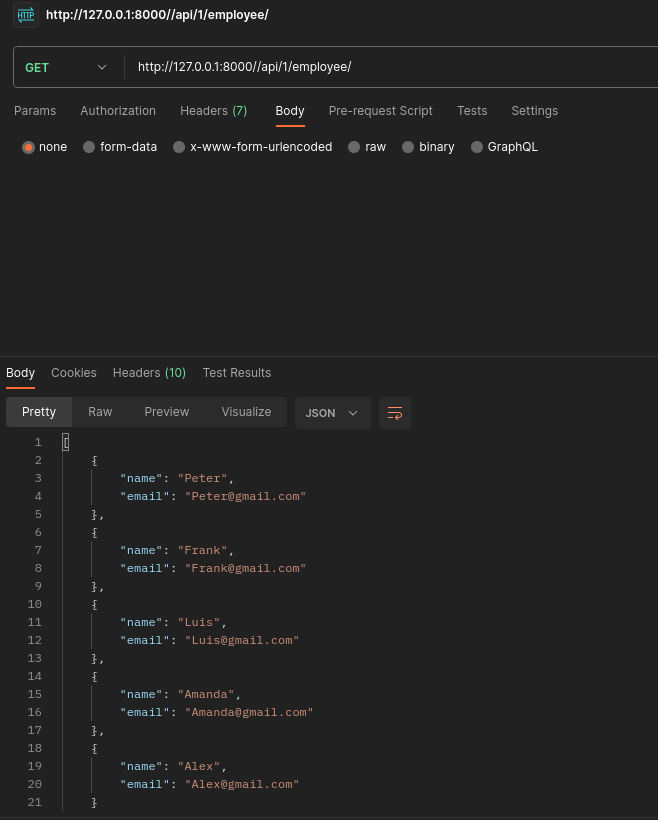 HTTP http://127.0.0.1:8000//api/1/employee/
GET http://127.0.0.1:8000//api/1/employee/
Params Authorization Headers (7) Body Pre-request Script Tests Settings
none form-data x-www-form-urlencoded raw binary GraphQL
Body Cookies Headers (10) Test Results
Pretty Raw Preview Visualize JSON
1 [
2 {
3 "name": "Peter",
4 "email": "Peter@gmail.com"
5 },
6 {
7 "name": "Frank",
8 "email": "Frank@gmail.com"
9 },
10 {
11 "name": "Luis",
12 "email": "Luis@gmail.com"
13 },
14 {
15 "name": "Amanda",
16 "email": "Amanda@gmail.com"
17 },
18 {
19 "name": "Alex",
20 "email": "Alex@gmail.com"
21 }